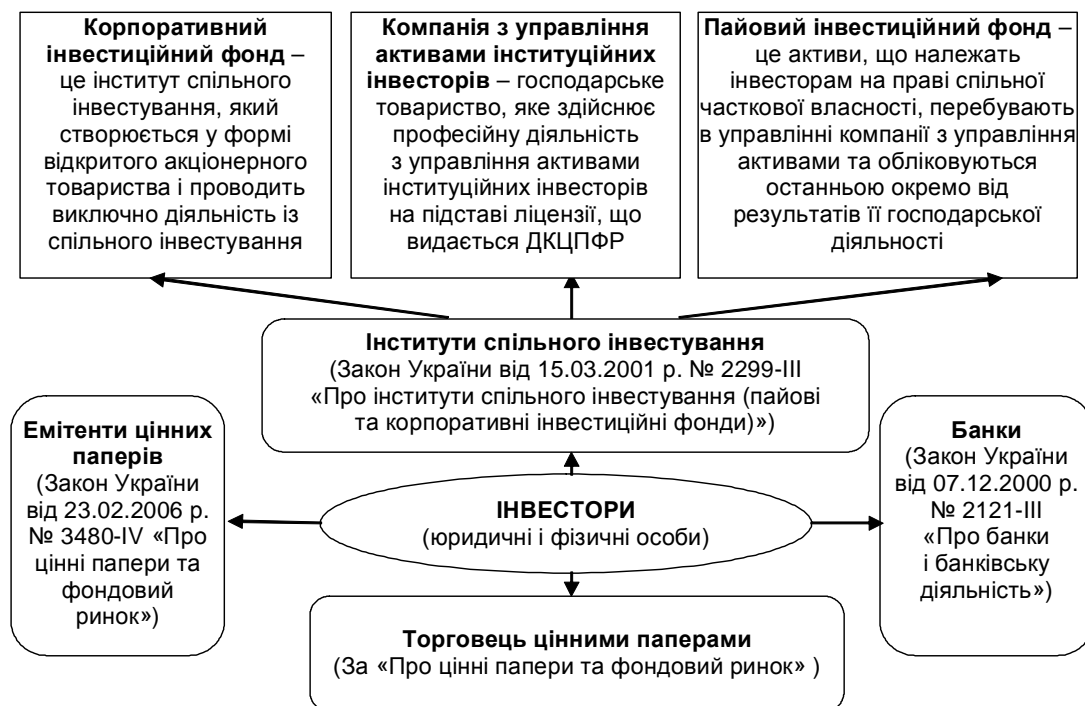 Корпоративний
інвестиційний фонд –
це інститут спільного
інвестування, який
створюється у формі
відкритого акціонерного
товариства і проводить
виключно діяльність із
спільного інвестування
Компанія з управління
активами інституційних
інвесторів – господарське
товариство, яке здійснює
професійну діяльність
з управління активами
інституційних інвесторів
на підставі ліцензії, що
видається ДКЦПФР
Пайовий інвестиційний фонд –
це активи, що належать
інвесторам на праві спільної
часткової власності, перебувають
в управлінні компанії з управління
активами та обліковуються
останньою окремо від
результатів її господарської
діяльності
Інститути спільного інвестування
(Закон України від 15.03.2001 р. № 2299-III
«Про інститути спільного інвестування (пайові
та корпоративні інвестиційні фонди)»)
Емітенти цінних
паперів
(Закон України
від 23.02.2006 р.
№ 3480-IV «Про
цінні папери та
фондовий
ринок»)
ІНВЕСТОРИ
(юридичні і фізичні особи)
Банки
(Закон України
від 07.12.2000 р.
№ 2121-III
«Про банки
і банківську
діяльність»)
Торговець цінними паперами
(За «Про цінні папери та фондовий ринок» )